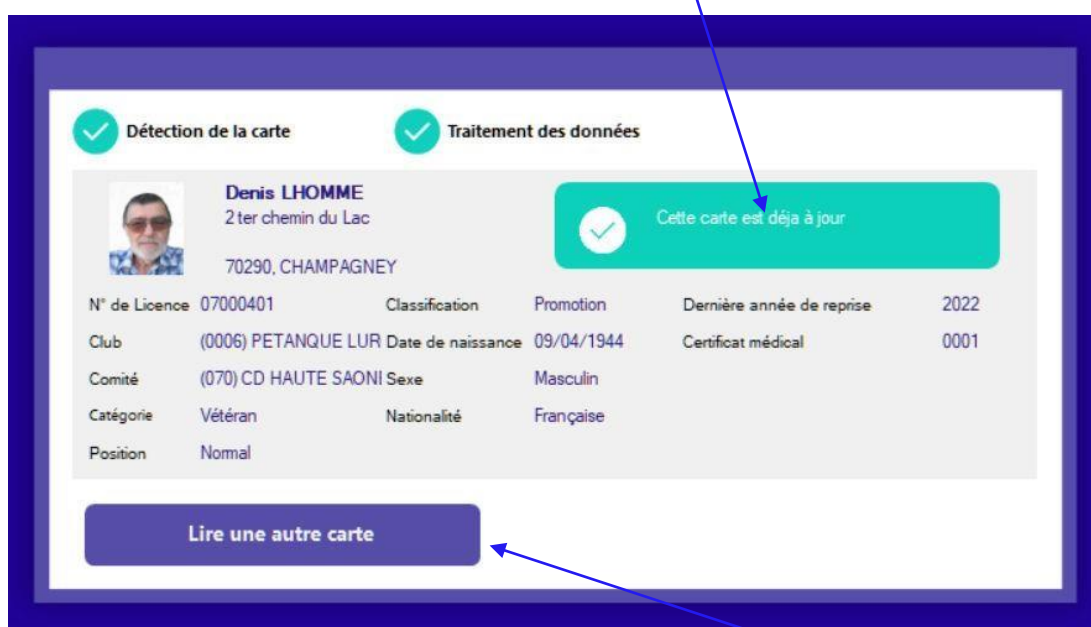 Détection de la carte Traitement des données
Denis LHOMME
2 ter chemin du Lac
Cette carte est déja à jour
70290, CHAMPAGNEY
N° de Licence 07000401 Classification Promotion Dernière année de reprise 2022
Club (0006) PETANQUE LUR Date de naissance 09/04/1944 Certificat médical 0001
Comité (070) CD HAUTE SAONI Sexe Masculin
Catégorie Vétéran Nationalité Française
Position Normal
Lire une autre carte